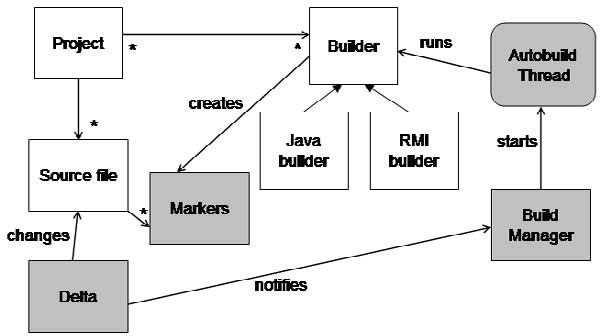 Project
*
*
Builder
runs
Autobuild
Thread
creates
*
Java
builder
RMI
builder
starts
Source file
*
Markers
changes
Build
Manager
Delta
notifies